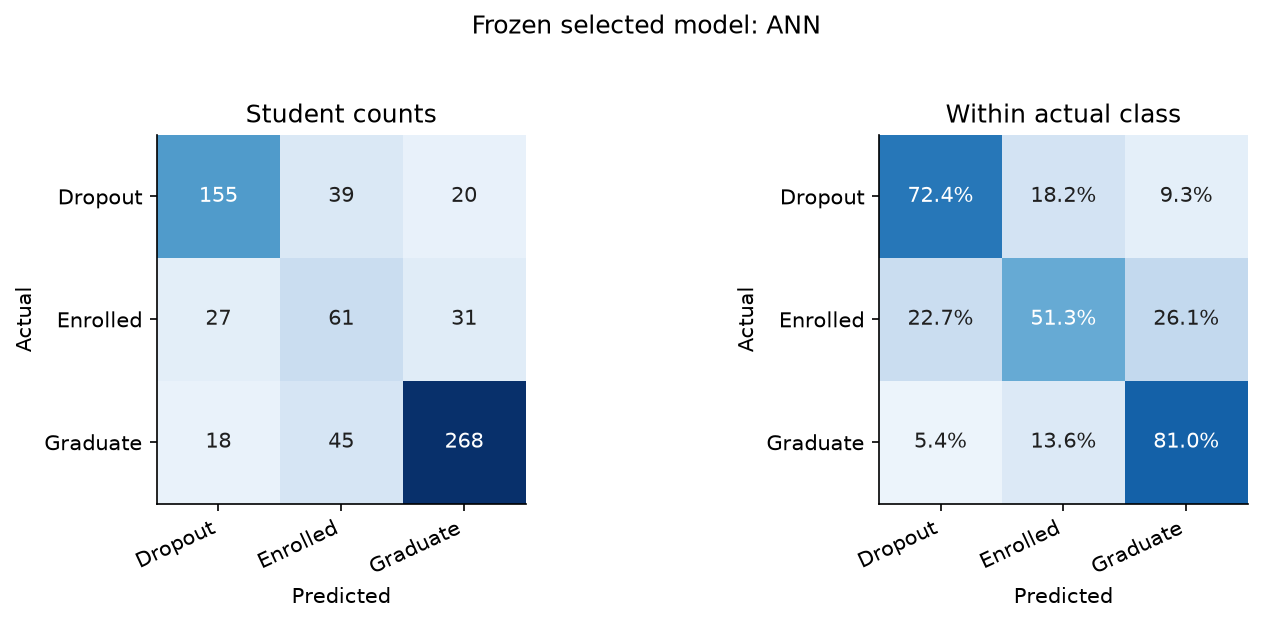 Frozen selected model: ANN
Student counts
Actual
Dropout
155 39 20
Enrolled
27 61 31
Graduate
18 45 268
Dropout Enrolled Graduate
Predicted
Within actual class
Actual
Dropout
72.4% 18.2% 9.3%
Enrolled
22.7% 51.3% 26.1%
Graduate
5.4% 13.6% 81.0%
Dropout Enrolled Graduate
Predicted